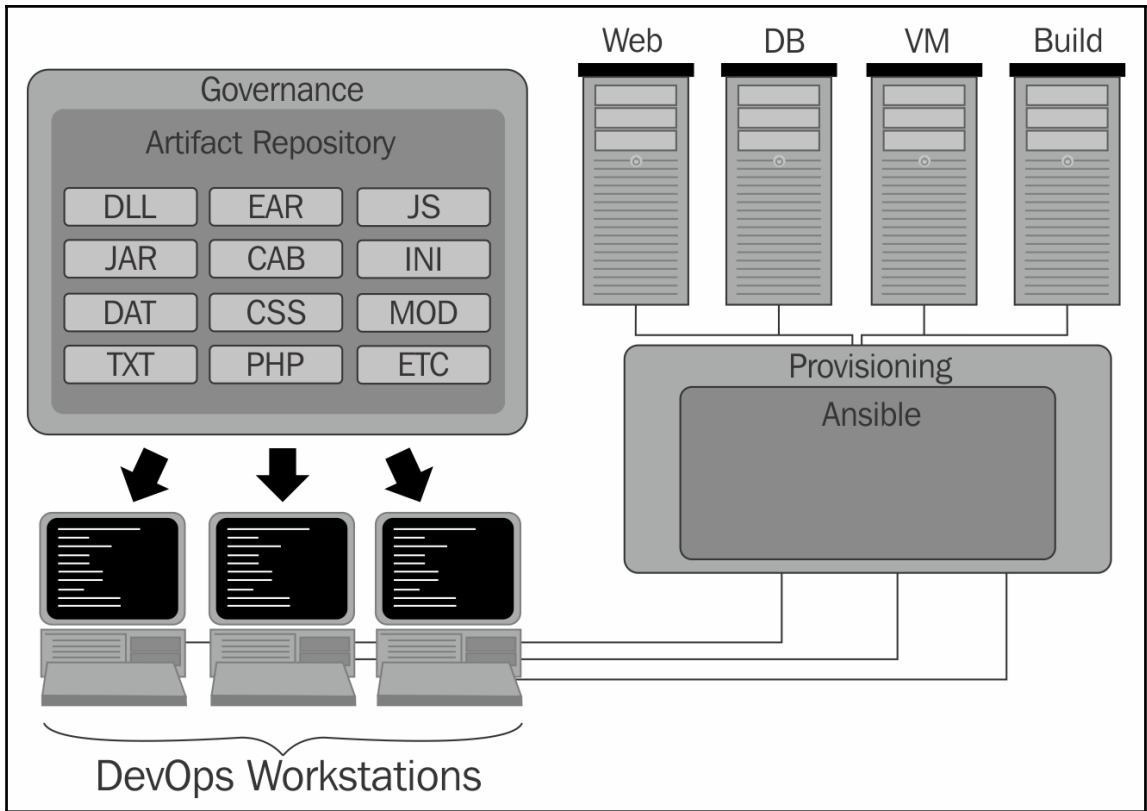 Governance
Artifact Repository
DLL EAR JS
JAR CAB INI
DAT CSS MOD
TXT PHP ETC
Web DB VM Build
Provisioning
Ansible
DevOps Workstations